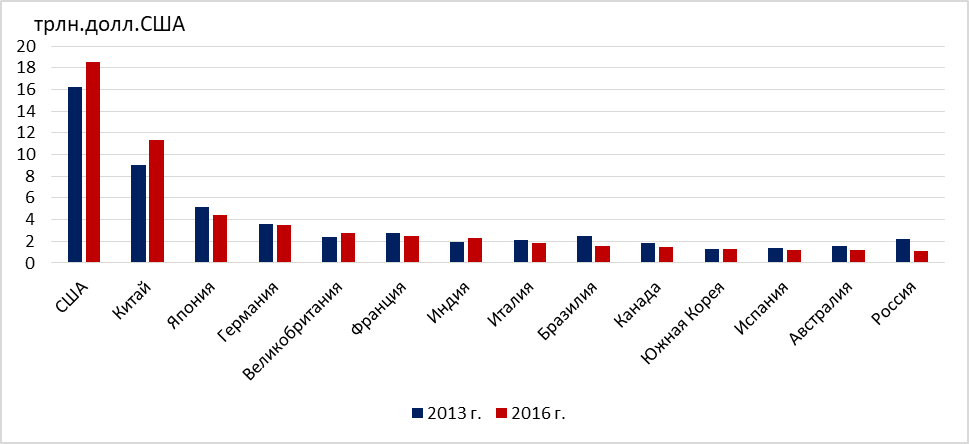 трлн.долл.США
20
18
16
14
12
10
8
6
4
2
0
США
Китай
Япония
Германия
Великобритания
Франция
Индия
Италия
Бразилия
Канада
Южная Корея
Испания
Австралия
Россия
2013 г.
2016 г.